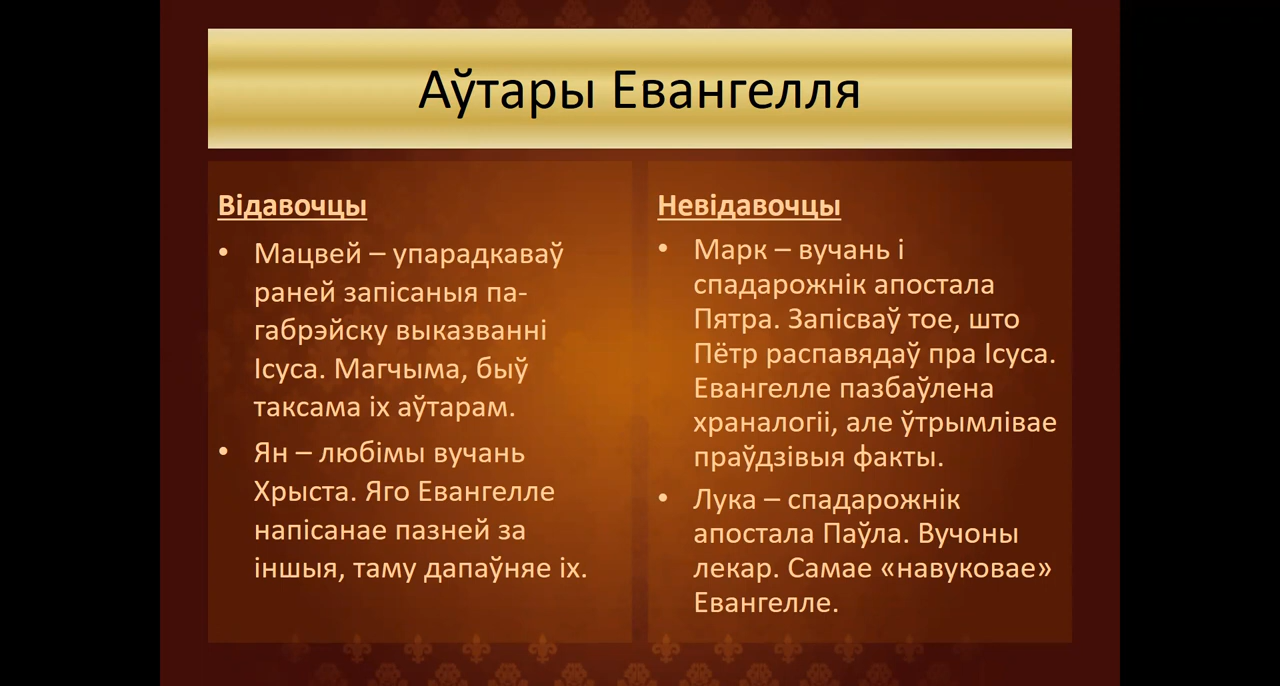 Аўтары Евангелля
Відавочцы
• Мацвей – упарадкаваў
раней запісаныя па-
габрэйску выказванні
Ісуса. Магчыма, быў
таксама іх аўтарам.
• Ян – любімы вучань
Хрыста. Яго Евангелле
напісанае пазней за
іншыя, таму дапаўняе іх.
Невідавочцы
• Марк – вучань і
спадарожнік апостала
Пятра. Запісваў тое, што
Пётр распавядаў пра Ісуса.
Евангелле пазбаўлена
храналогіі, але ўтрымлівае
праўдзівыя факты.
• Лука – спадарожнік
апостала Паўла. Вучоны
лекар. Самае «навуковае»
Евангелле.